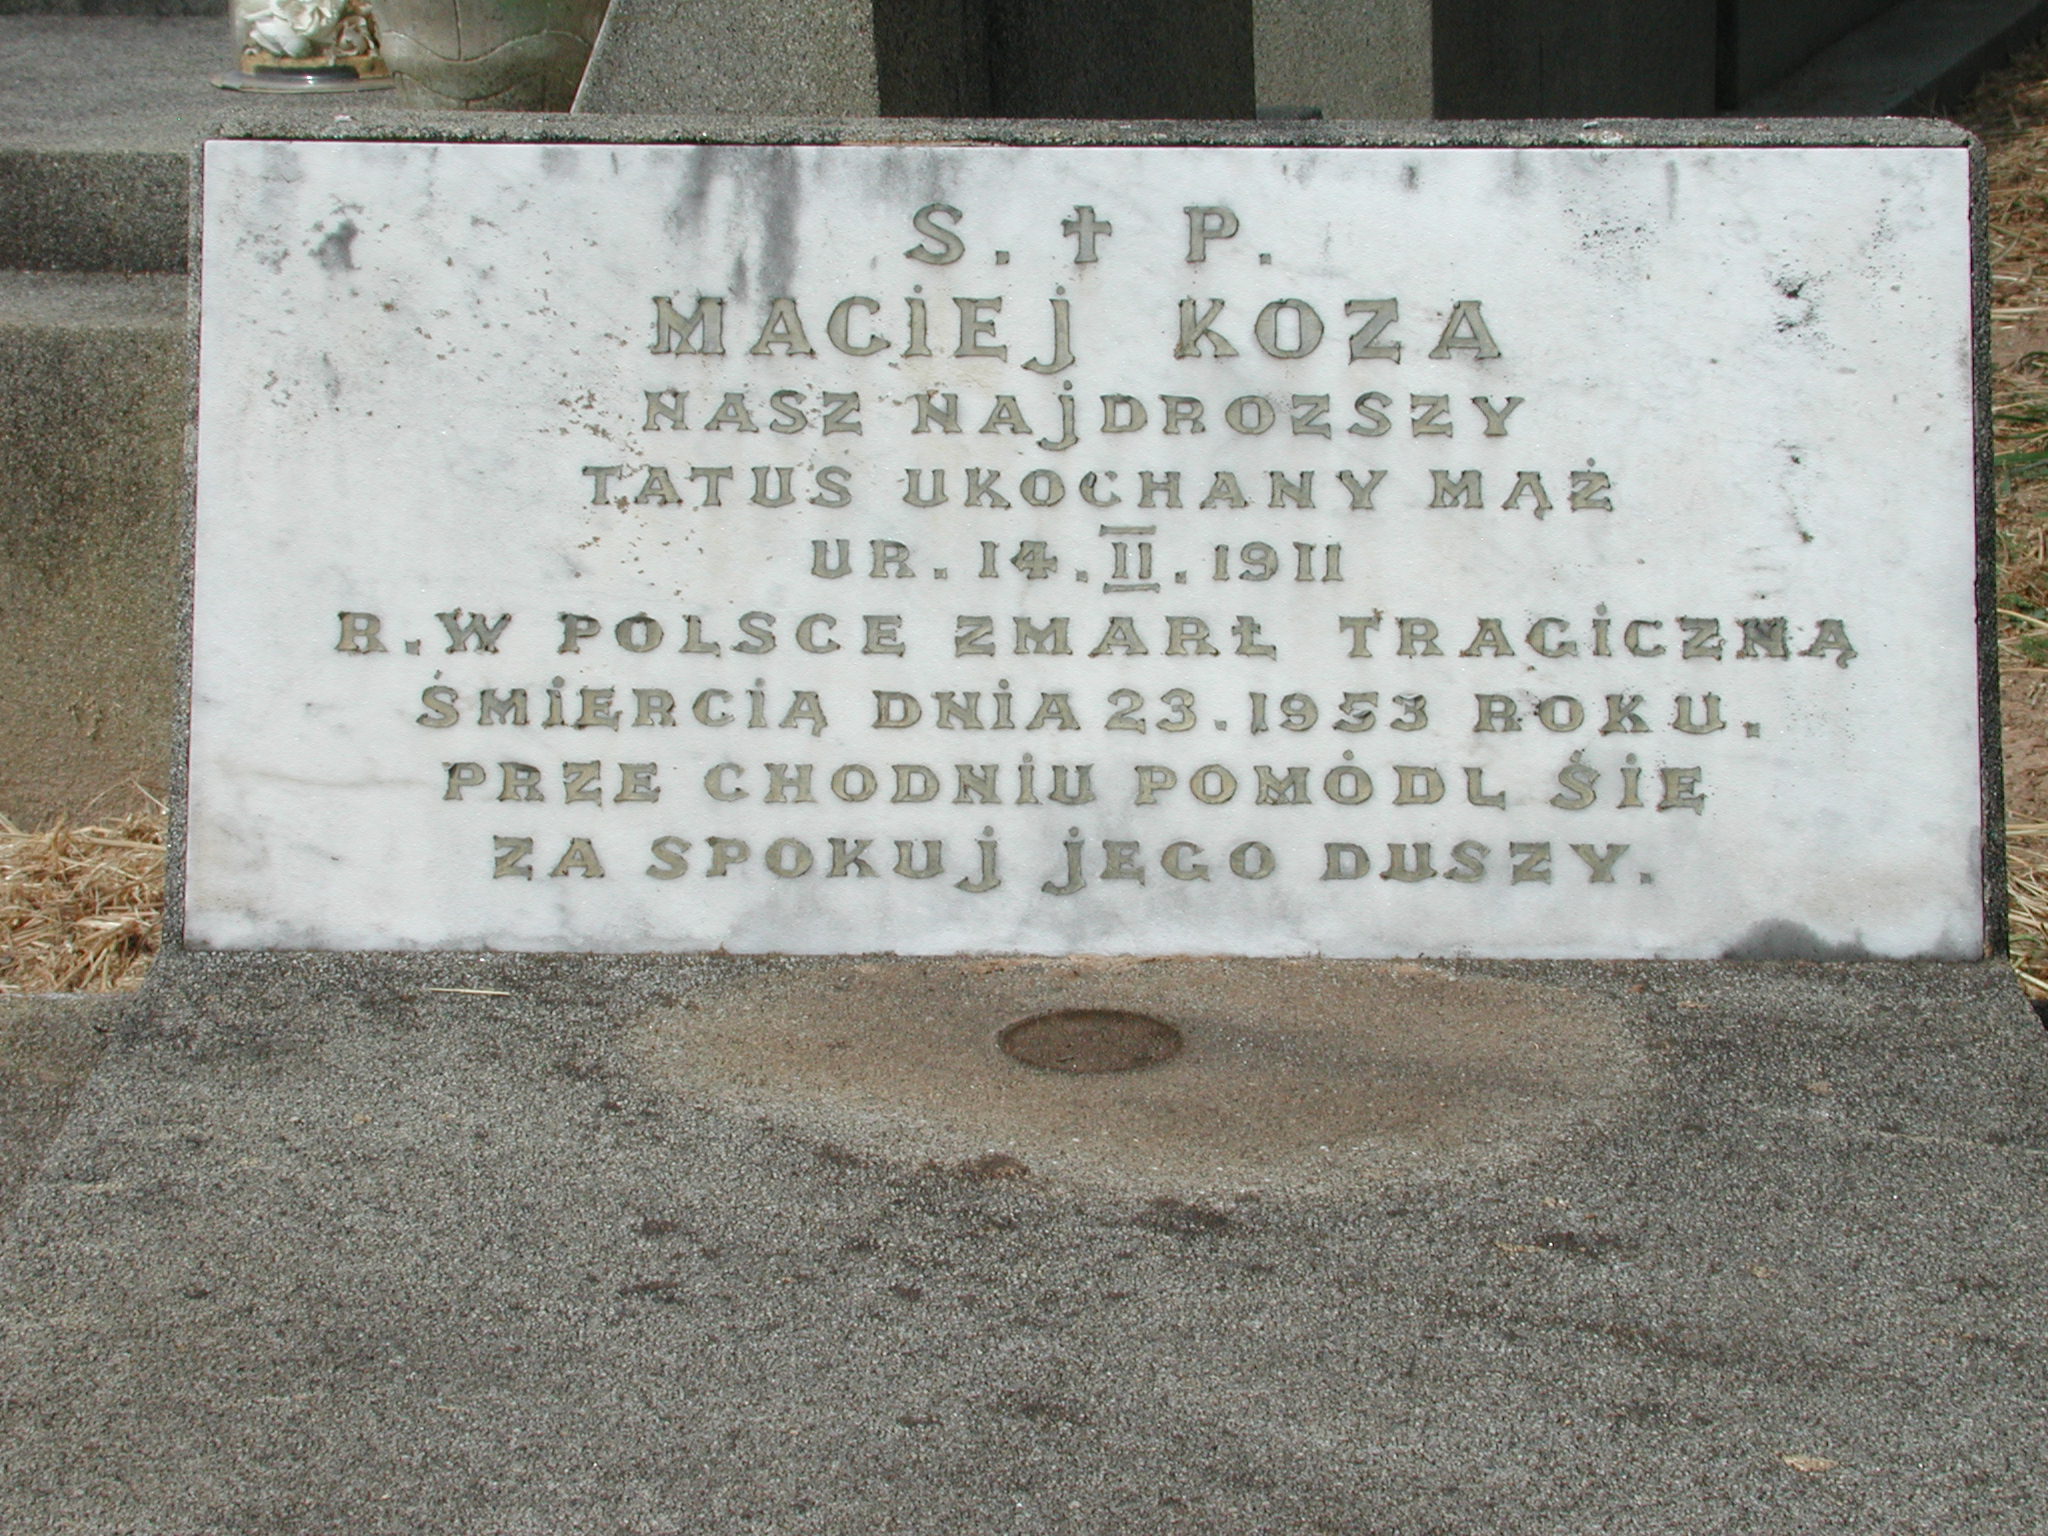 S. † P.
MACIEJ KOZA
NASZ NAJDROZSZY
TATUS UKOCHANY MĄŻ
UR. 14. II. 1911
R. W POLSCE ZMARŁ TRAGICZNĄ
ŚMIERCIĄ DNIA 23. 1953 ROKU.
PRZE CHODNIU POMÓDL ŚIĘ
ZA SPOKUJ JEGO DUSZY.